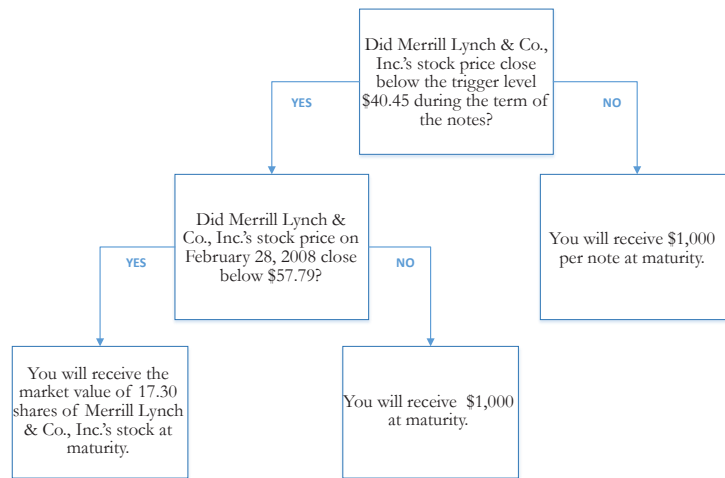 Did Merrill Lynch & Co.,
Inc.'s stock price close
below the trigger level
$40.45 during the term of
the notes?
YES
NO
Did Merrill Lynch &
Co., Inc.'s stock price on
February 28, 2008 close
below $57.79?
You will receive $1,000
per note at maturity.
YES
NO
You will receive the
market value of 17.30
shares of Merrill Lynch
& Co., Inc.'s stock at
maturity.
You will receive $1,000
at maturity.